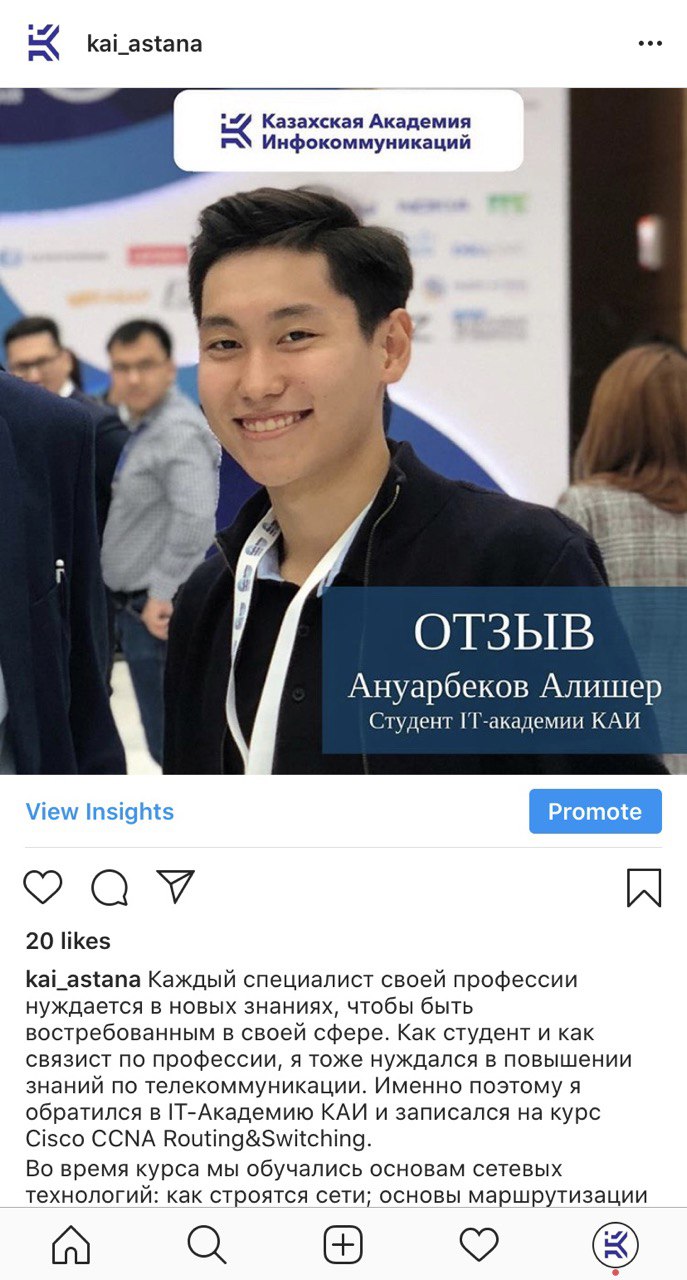 kai_astana
Казахская Академия
Инфокоммуникаций
ОТЗЫВ
Ануарбеков Алишер
Студент IT-академии КАИ
View Insights
Promote
20 likes
kai_astana Каждый специалист своей профессии
нуждается в новых знаниях, чтобы быть
востребованным в своей сфере. Как студент и как
связист по профессии, я тоже нуждался в повышении
знаний по телекоммуникации. Именно поэтому я
обратился в IT-Академию КАИ и записался на курс
Cisco CCNA Routing&Switching.
Во время курса мы обучались основам сетевых
технологий: как строятся сети; основы маршрутизации